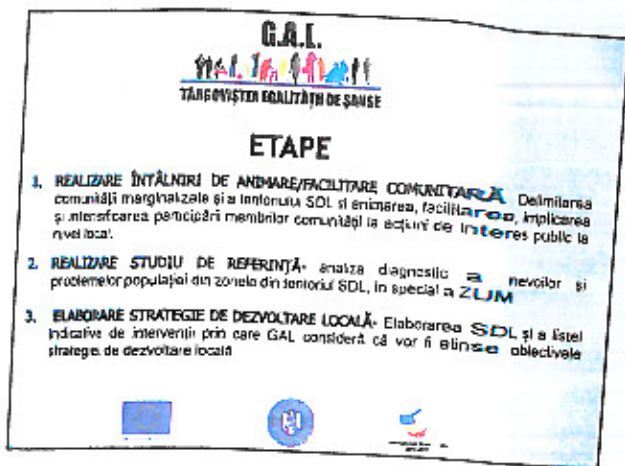 G.A.L.
TÂRGOVIȘTEA EGALITĂȚII DE ȘANSE
ETAPE
1. REALIZARE ÎNTÂLNIRI DE ANIMARE/FACILITARE COMUNITARĂ Delimitarea
comunității marginalizate și a teritoriului SDL și animarea, facilitarea, implicarea
și intensificarea participării membrilor comunității la acțiuni de interes public la
nivel local.
2. REALIZARE STUDIU DE REFERINȚĂ- analiza diagnostic a nevoilor și
problemelor populației din zonele din teritoriul SDL, în special a ZUM
3. ELABORARE STRATEGIE DE DEZVOLTARE LOCALĂ- Elaborarea SDL și a listei
indicative de intervenții prin care GAL consideră că vor fi atinse obiectivele
strategiei de dezvoltare locală